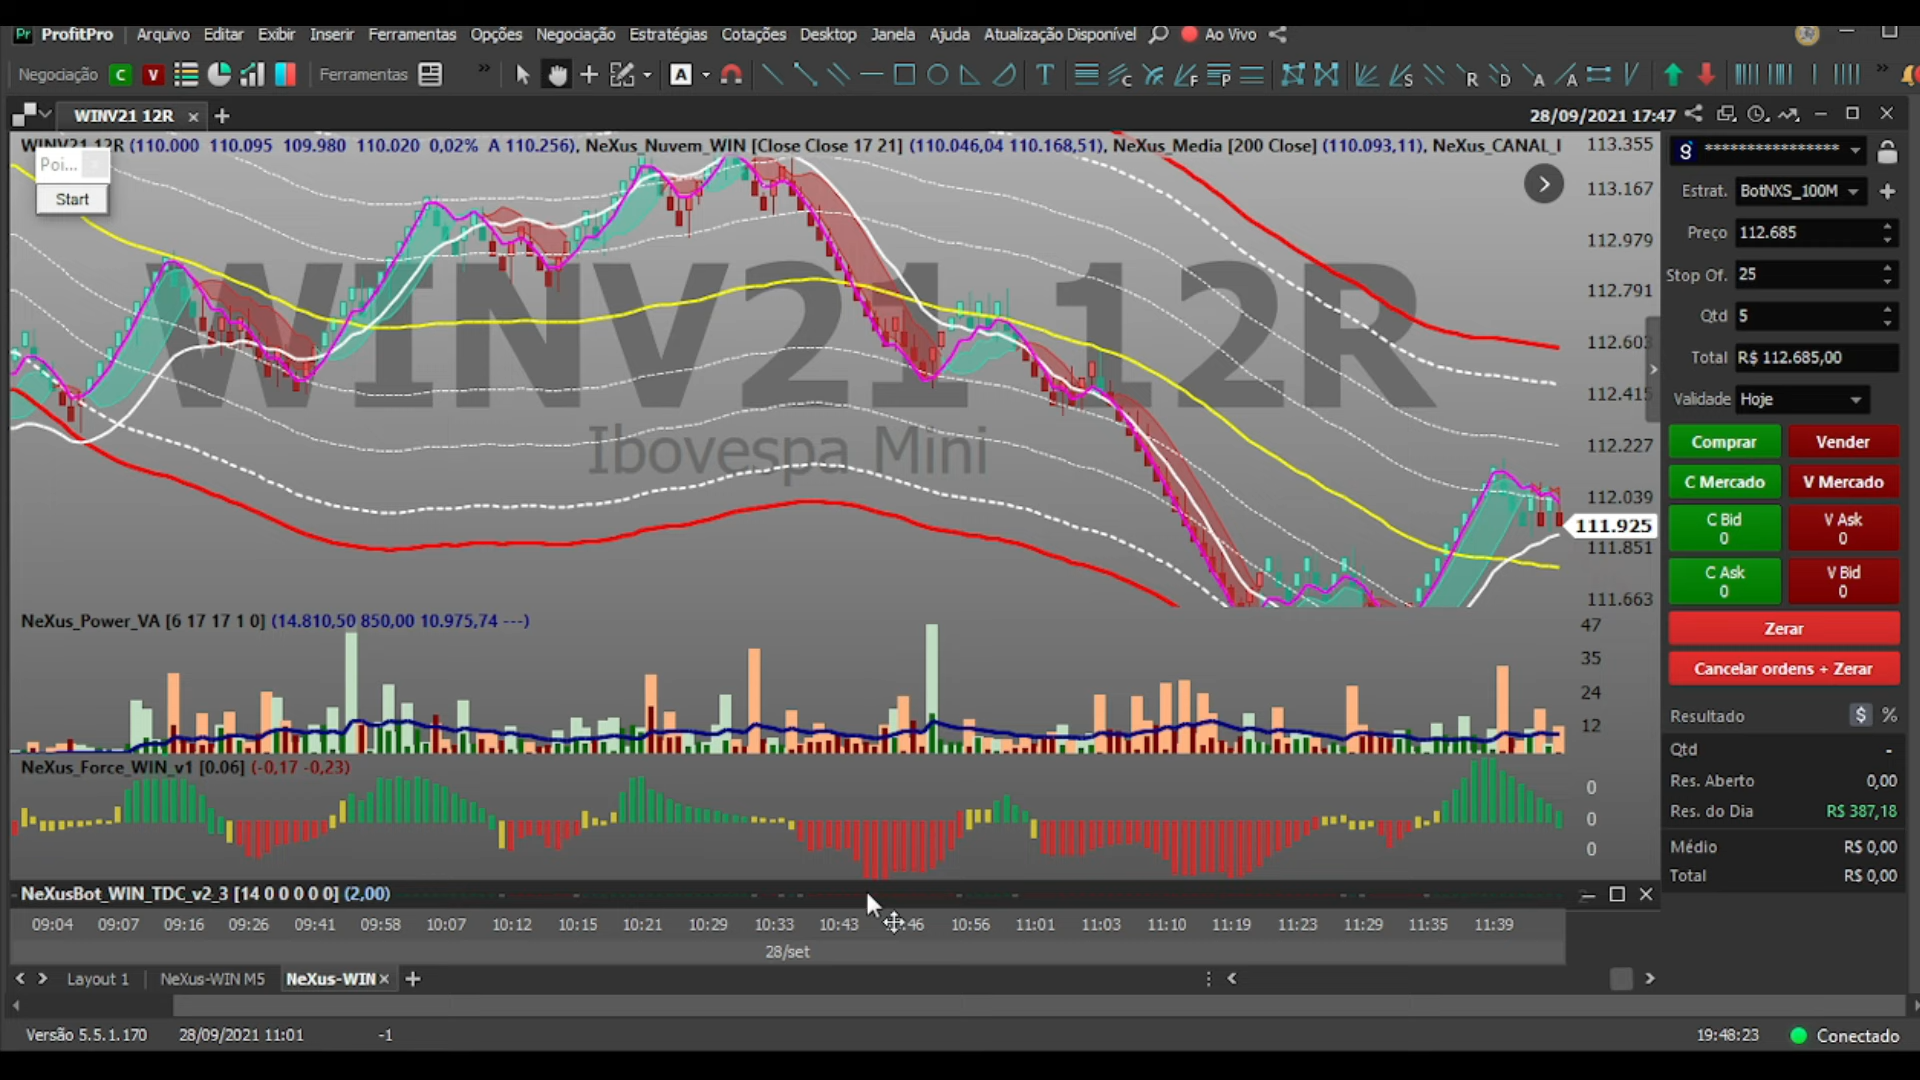 Pr ProfitPro Arquivo Editar Exibir Inserir Ferramentas Opções Negociação Estratégias Cotações Desktop Janela Ajuda Atualização Disponível Ao Vivo
Negociação C V Ferramentas » A T C F P S R D A A »
WINV21 12R × + 28/09/2021 17:47
WINV21 12R (110.000 110.095 109.980 110.020 0,02% A 110.256), NeXus_Nuvem_WIN [Close Close 17 21] (110.046,04 110.168,51), NeXus_Media [200 Close] (110.093,11), NeXus_CANAL_
Poi...
Start
WINV21 12R
Ibovespa Mini
113.355
113.167
112.979
112.791
112.603
112.415
112.227
112.039
111.925
111.851
111.663
NeXus_Power_VA [6 17 17 1 0] (14.810,50 850,00 10.975,74 ---)
47
35
24
12
NeXus_Force_WIN_v1 [0.06] (-0,17 -0,23)
0
0
0
NeXusBot_WIN_TDC_v2_3 [14 0 0 0 0 0] (2,00)
09:04 09:07 09:16 09:26 09:41 09:58 10:07 10:12 10:15 10:21 10:29 10:33 10:43 :46 10:56 11:01 11:03 11:10 11:19 11:23 11:29 11:35 11:39
28/set
Layout 1 NeXus-WIN M5 NeXus-WIN × +
Versão 5.5.1.170 28/09/2021 11:01 -1 19:48:23 Conectado
****************
Estrat. BotNXS_100M
Preço 112.685
Stop Of. 25
Qtd 5
Total R$ 112.685,00
Validade Hoje
Comprar Vender
C Mercado V Mercado
C Bid V Ask
0 0
C Ask V Bid
0 0
Zerar
Cancelar ordens + Zerar
Resultado $ %
Qtd -
Res. Aberto 0,00
Res. do Dia R$ 387,18
Médio R$ 0,00
Total R$ 0,00